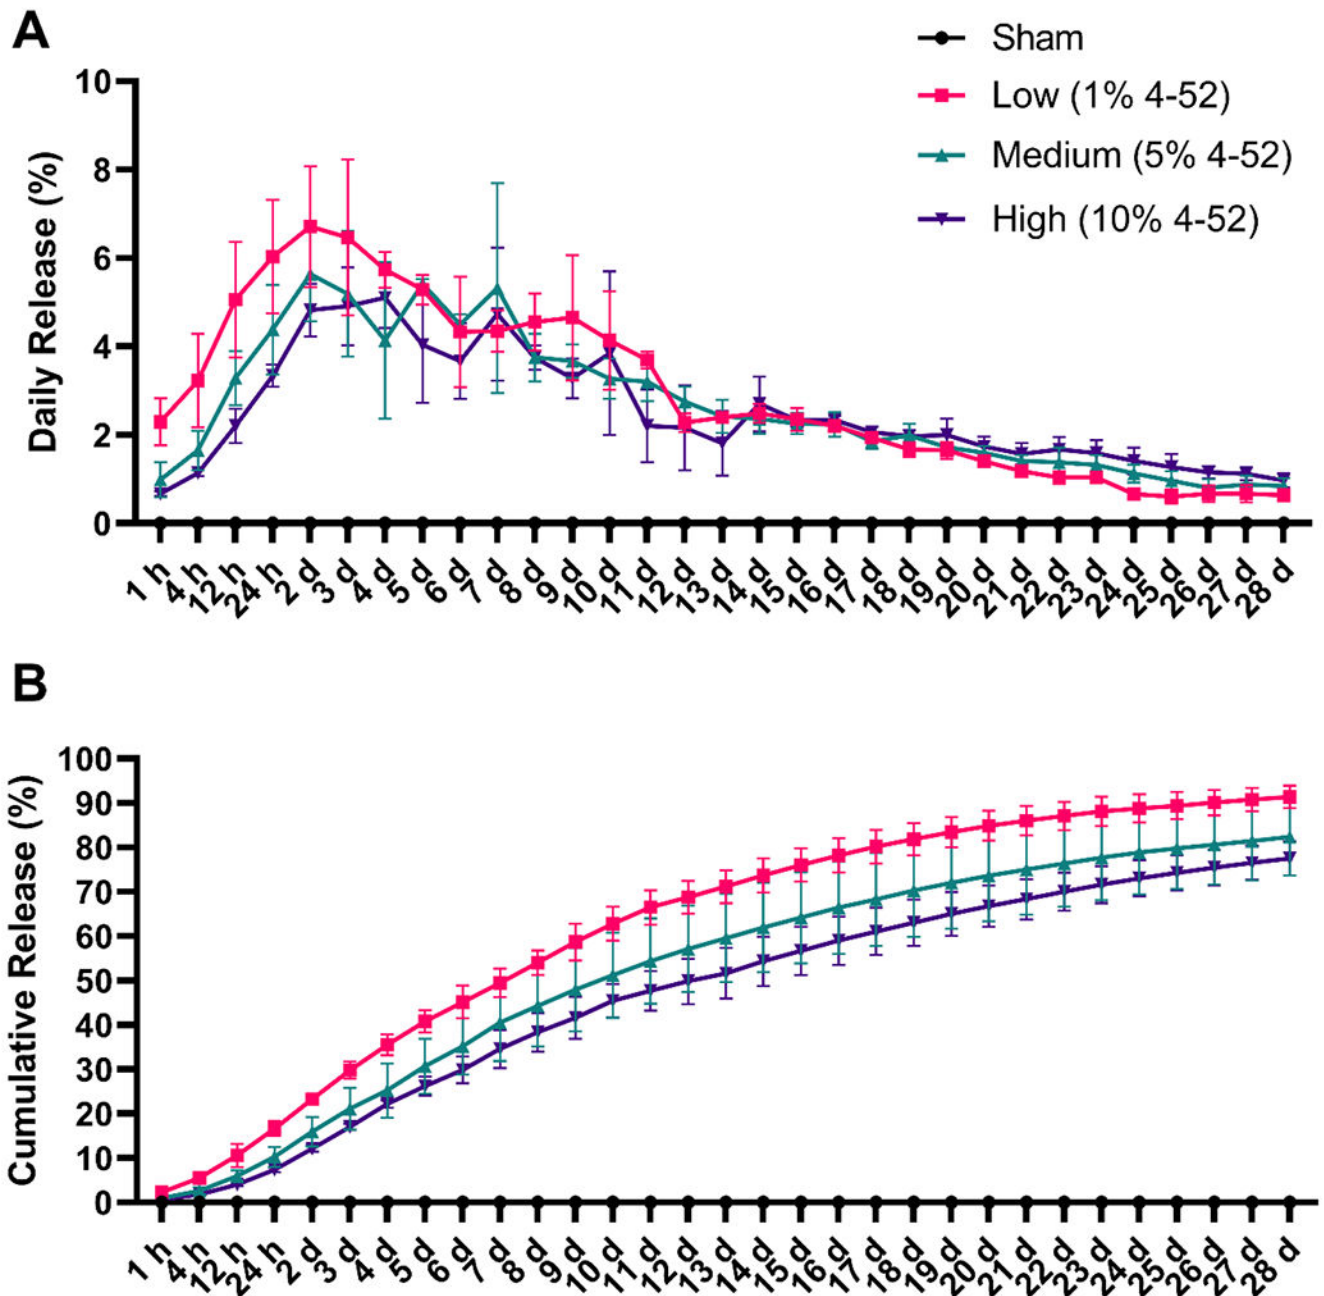 A
Sham
Low (1% 4-52)
Medium (5% 4-52)
High (10% 4-52)
Daily Release (%)
10
8
6
4
2
0
1 h
4 h
12 h
24 h
2 d
3 d
4 d
5 d
6 d
7 d
8 d
9 d
10 d
11 d
12 d
13 d
14 d
15 d
16 d
17 d
18 d
19 d
20 d
21 d
22 d
23 d
24 d
25 d
26 d
27 d
28 d
B
Cumulative Release (%)
100
90
80
70
60
50
40
30
20
10
0
1 h
4 h
12 h
24 h
2 d
3 d
4 d
5 d
6 d
7 d
8 d
9 d
10 d
11 d
12 d
13 d
14 d
15 d
16 d
17 d
18 d
19 d
20 d
21 d
22 d
23 d
24 d
25 d
26 d
27 d
28 d